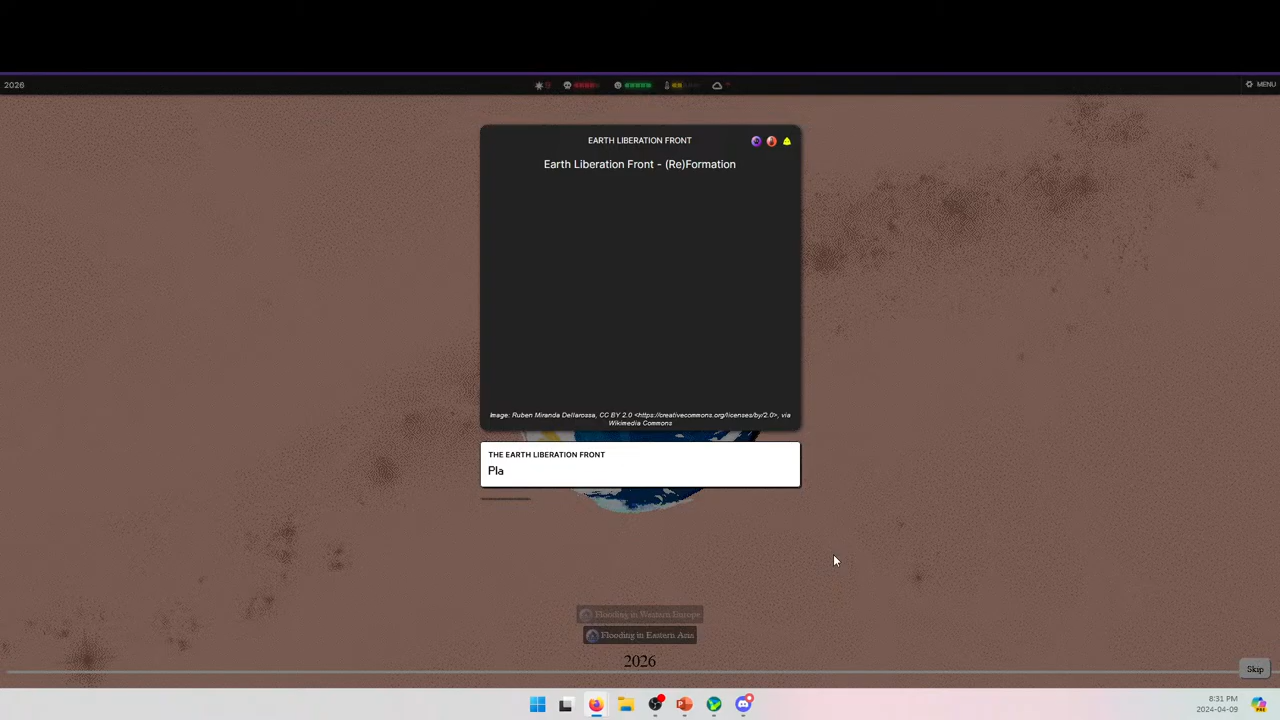 2026
MENU
EARTH LIBERATION FRONT
Earth Liberation Front - (Re)Formation
Image: Ruben Miranda Dellarossa, CC BY 2.0 <https://creativecommons.org/licenses/by/2.0>, via
Wikimedia Commons
THE EARTH LIBERATION FRONT
Pla
Flooding in Western Europe
Flooding in Eastern Asia
2026
Skip
8:31 PM
2024-04-09